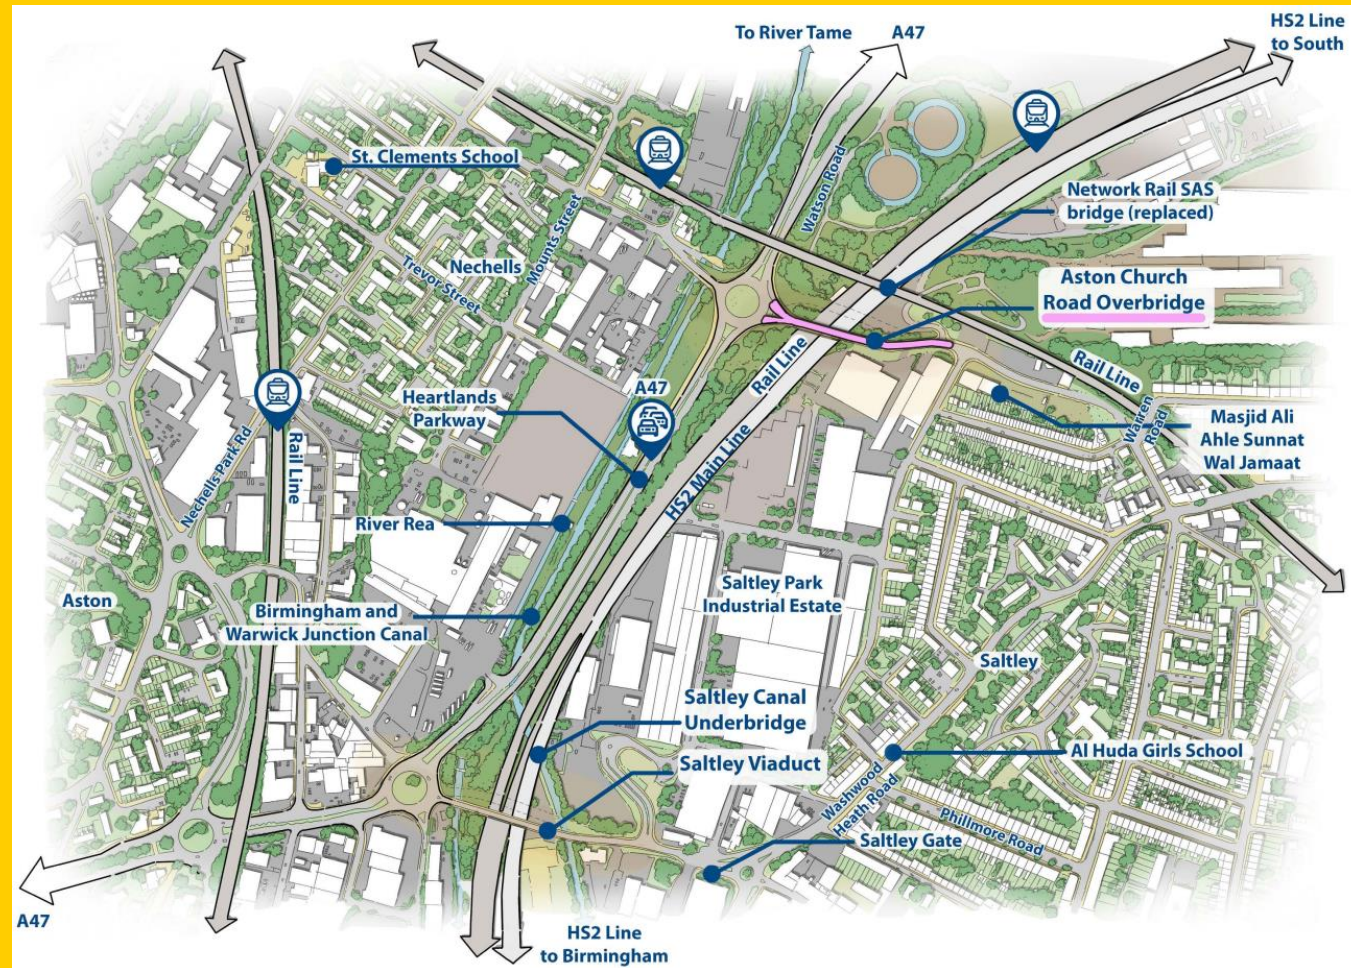 HS2 Line
to South
To River Tame
A47
St. Clements School
Watson Road
Network Rail SAS
bridge (replaced)
Mounts Street
Nechells
Trevor Street
Aston Church
Road Overbridge
Rail Line
Rail Line
A47
Heartlands
Parkway
Warren
Road
Masjid Ali
Ahle Sunnat
Wal Jamaat
Nechells Park Rd
Rail Line
HS2 Main Line
River Rea
Saltley Park
Industrial Estate
Aston
Birmingham and
Warwick Junction Canal
Saltley
Saltley Canal
Underbridge
Al Huda Girls School
Saltley Viaduct
Washwood
Heath Road
Phillmore Road
Saltley Gate
A47
HS2 Line
to Birmingham